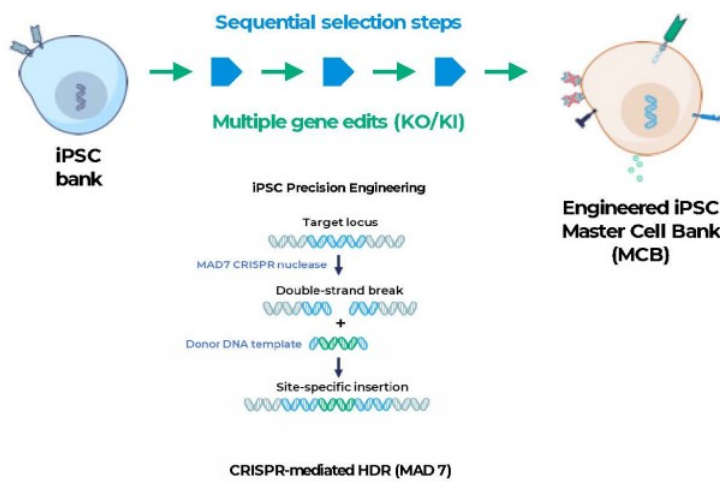 Sequential selection steps
Multiple gene edits (KO/KI)
iPSC
bank
Engineered iPSC
Master Cell Bank
(MCB)
iPSC Precision Engineering
Target locus
MAD7 CRISPR nuclease
Double-strand break
+
Donor DNA template
Site-specific insertion
CRISPR-mediated HDR (MAD 7)